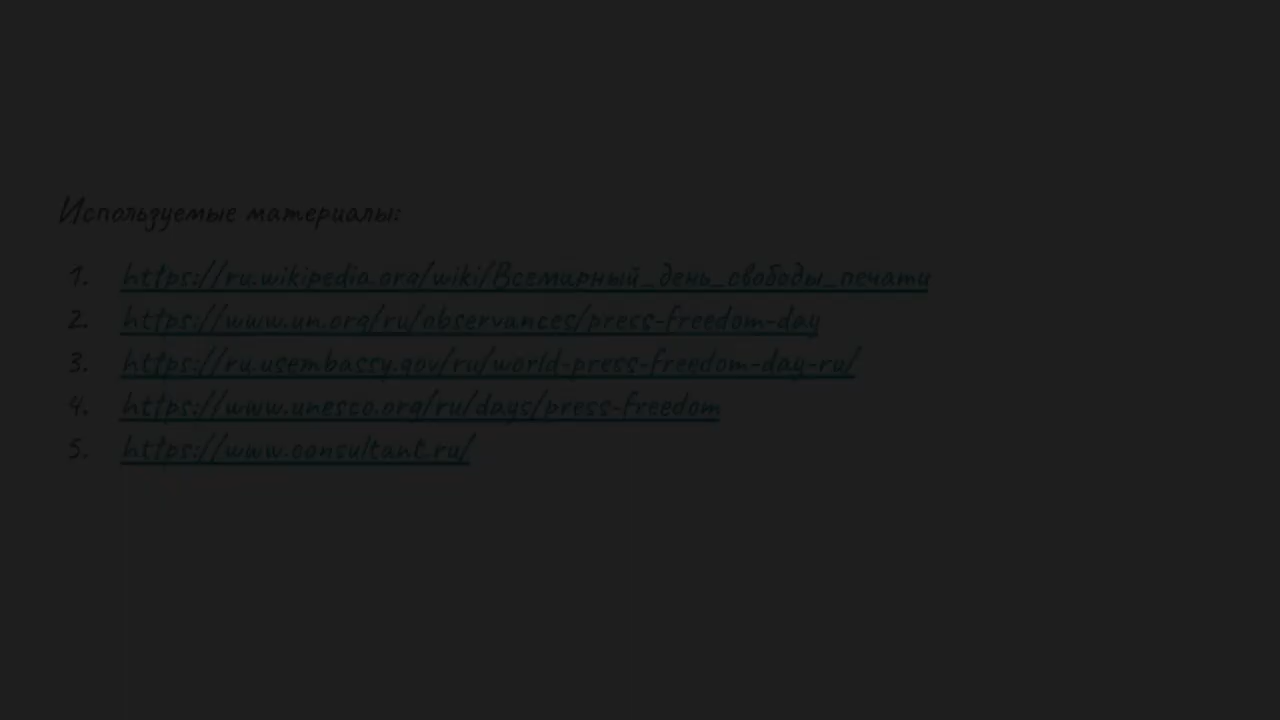 Используемые материалы:
1. https://ru.wikipedia.org/wiki/Всемирный_день_свободы_печати
2. https://www.un.org/ru/observances/press-freedom-day
3. https://ru.usembassy.gov/ru/world-press-freedom-day-ru/
4. https://www.unesco.org/ru/days/press-freedom
5. https://www.consultant.ru/